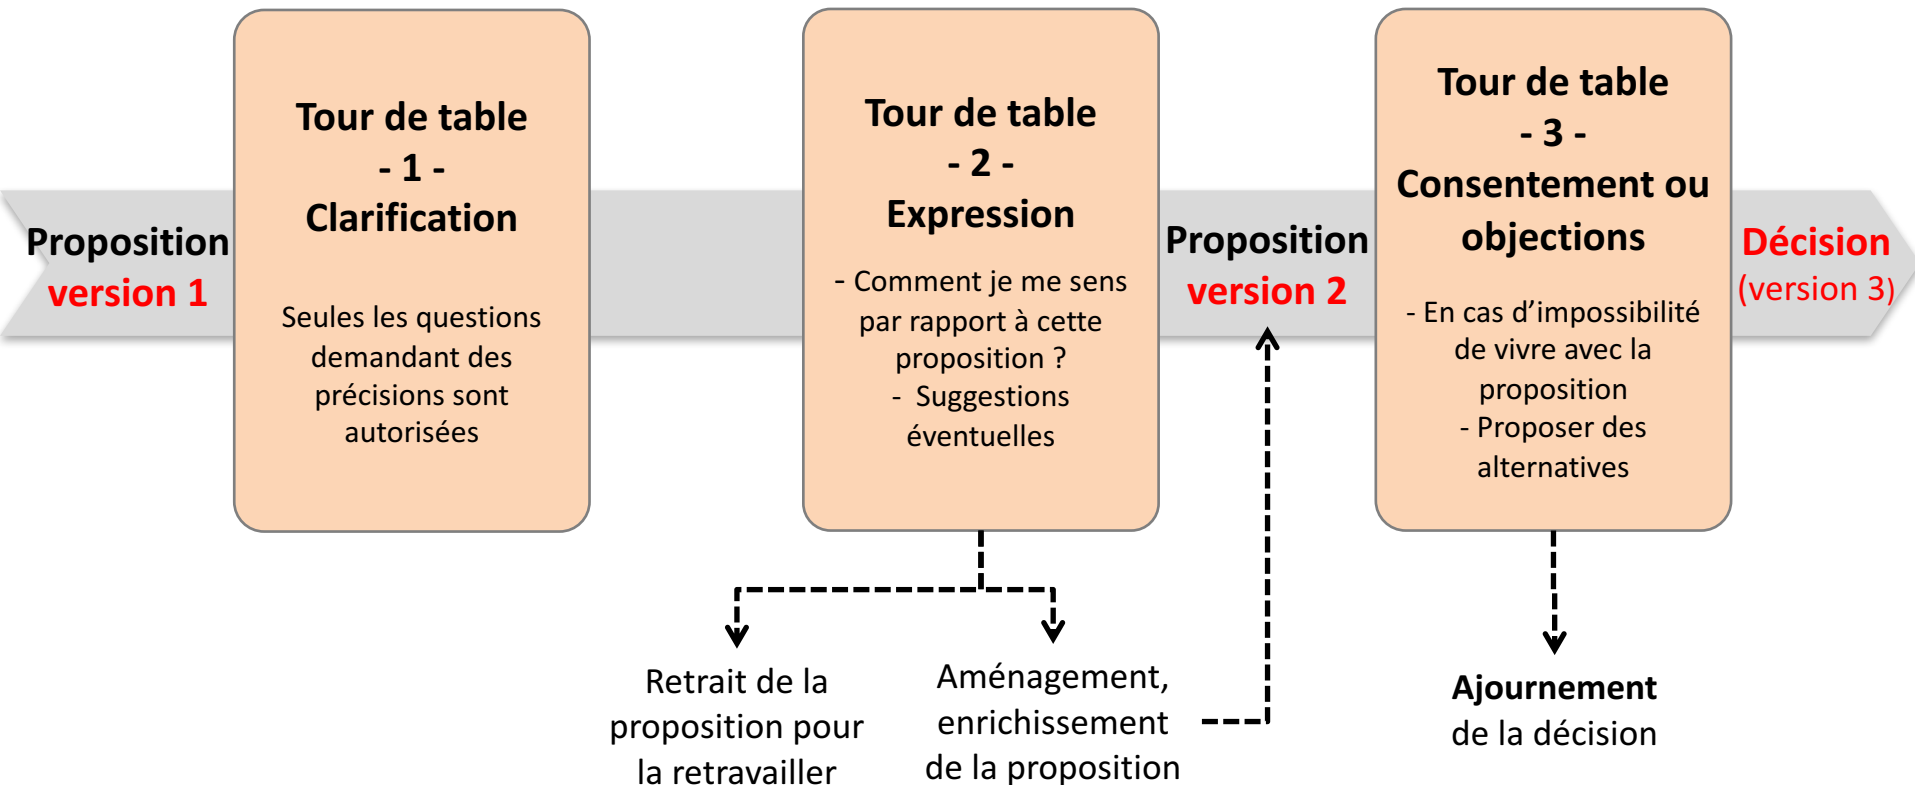 Proposition
version 1
Tour de table
- 1 -
Clarification
Seules les questions
demandant des
précisions sont
autorisées
Tour de table
- 2 -
Expression
- Comment je me sens
par rapport à cette
proposition ?
- Suggestions
éventuelles
Retrait de la
proposition pour
la retravailler
Aménagement,
enrichissement
de la proposition
Proposition
version 2
Tour de table
- 3 -
Consentement ou
objections
- En cas d’impossibilité
de vivre avec la
proposition
- Proposer des
alternatives
Ajournement
de la décision
Décision
(version 3)